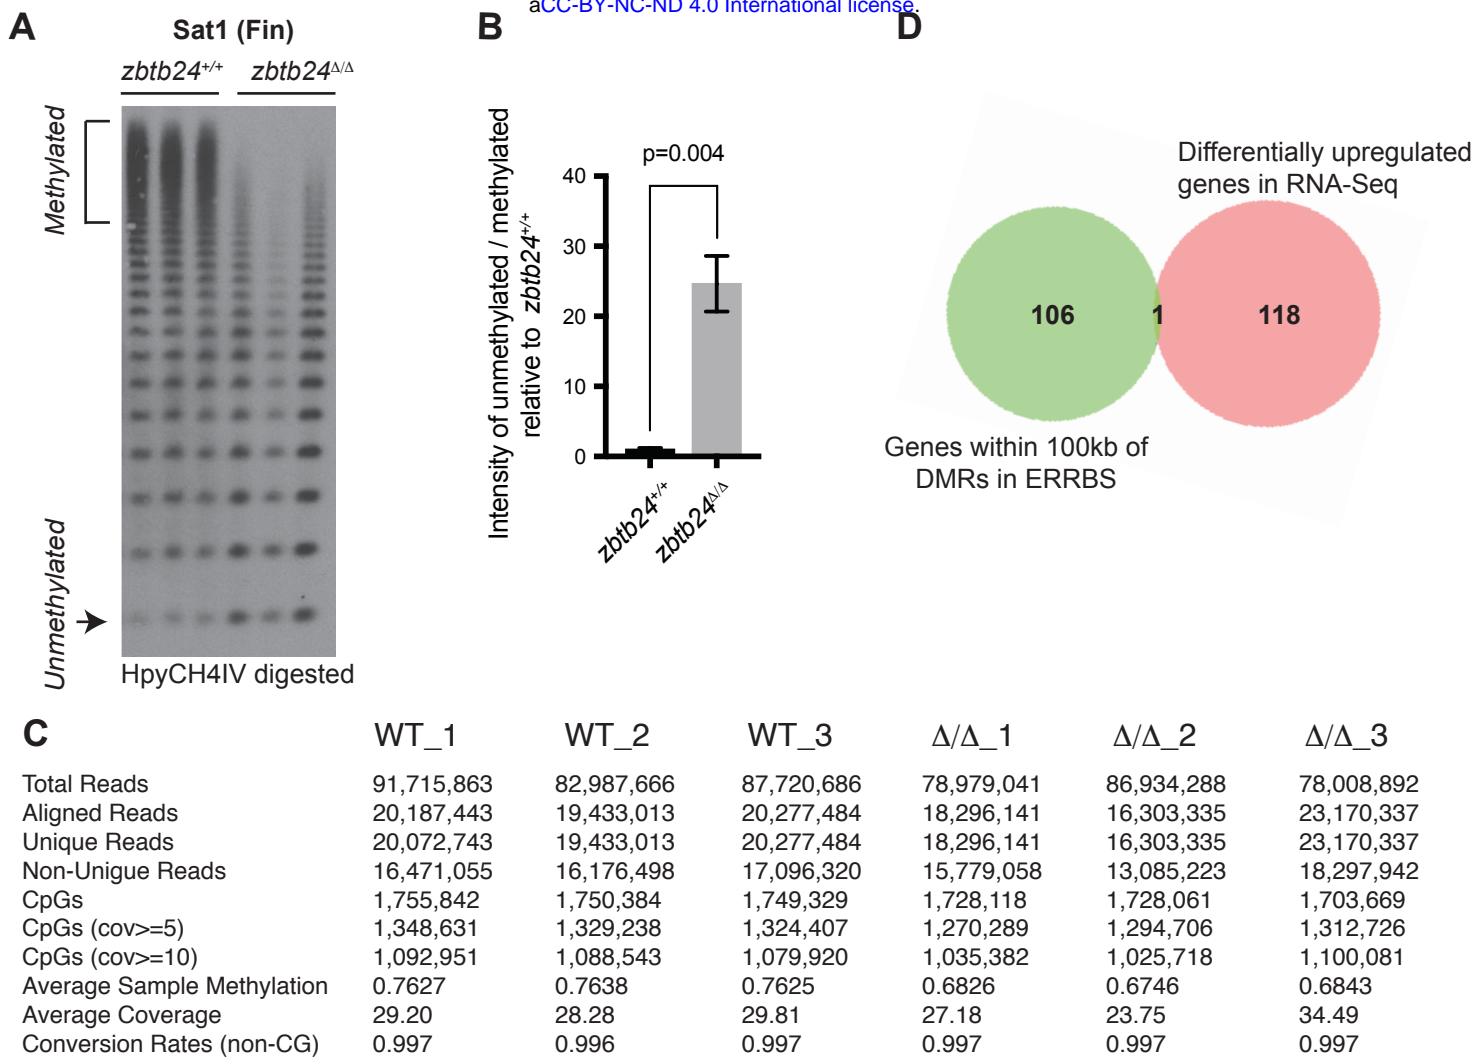 aCC-BY-NC-ND 4.0 International license.
A
Sat1 (Fin)
zbtb24+/+ zbtb24Δ/Δ
Methylated
Unmethylated
HpyCH4IV digested
B
Intensity of unmethylated / methylated
relative to zbtb24+/+
p=0.004
40
30
20
10
0
zbtb24+/+
zbtb24Δ/Δ
D
Differentially upregulated
genes in RNA-Seq
106 1 118
Genes within 100kb of
DMRs in ERRBS
C WT_1 WT_2 WT_3 Δ/Δ_1 Δ/Δ_2 Δ/Δ_3
Total Reads 91,715,863 82,987,666 87,720,686 78,979,041 86,934,288 78,008,892
Aligned Reads 20,187,443 19,433,013 20,277,484 18,296,141 16,303,335 23,170,337
Unique Reads 20,072,743 19,433,013 20,277,484 18,296,141 16,303,335 23,170,337
Non-Unigue Reads 16,471,055 16,176,498 17,096,320 15,779,058 13,085,223 18,297,942
CpGs 1,755,842 1,750,384 1,749,329 1,728,118 1,728,061 1,703,669
CpGs (cov>=5) 1,348,631 1,329,238 1,324,407 1,270,289 1,294,706 1,312,726
CpGs (cov>=10) 1,092,951 1,088,543 1,079,920 1,035,382 1,025,718 1,100,081
Average Sample Methylation 0.7627 0.7638 0.7625 0.6826 0.6746 0.6843
Average Coverage 29.20 28.28 29.81 27.18 23.75 34.49
Conversion Rates (non-CG) 0.997 0.996 0.997 0.997 0.997 0.997